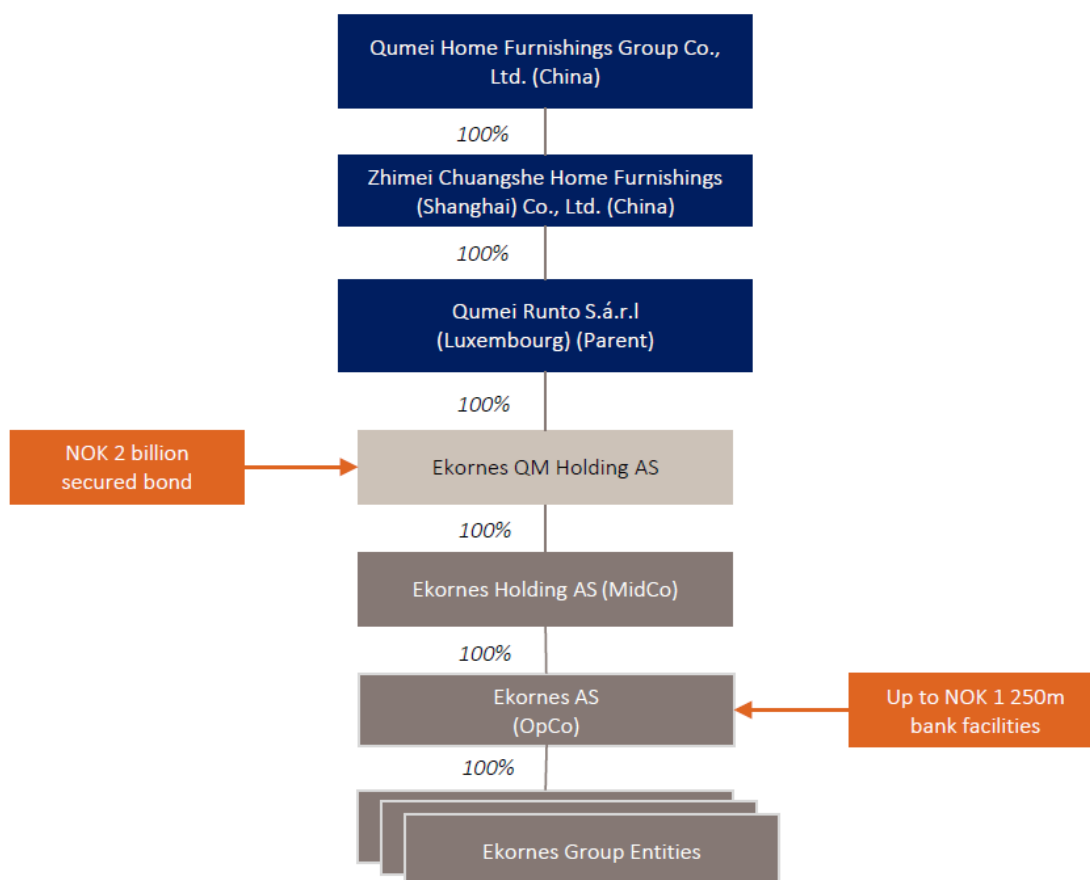 Qumei Home Furnishings Group Co.,
Ltd. (China)
100%
Zhimei Chuangshe Home Furnishings
(Shanghai) Co., Ltd. (China)
100%
Qumei Runto S.á.r.l
(Luxembourg) (Parent)
100%
NOK 2 billion
secured bond
Ekornes QM Holding AS
100%
Ekornes Holding AS (MidCo)
100%
Ekornes AS
(OpCo)
Up to NOK 1 250m
bank facilities
100%
Ekornes Group Entities